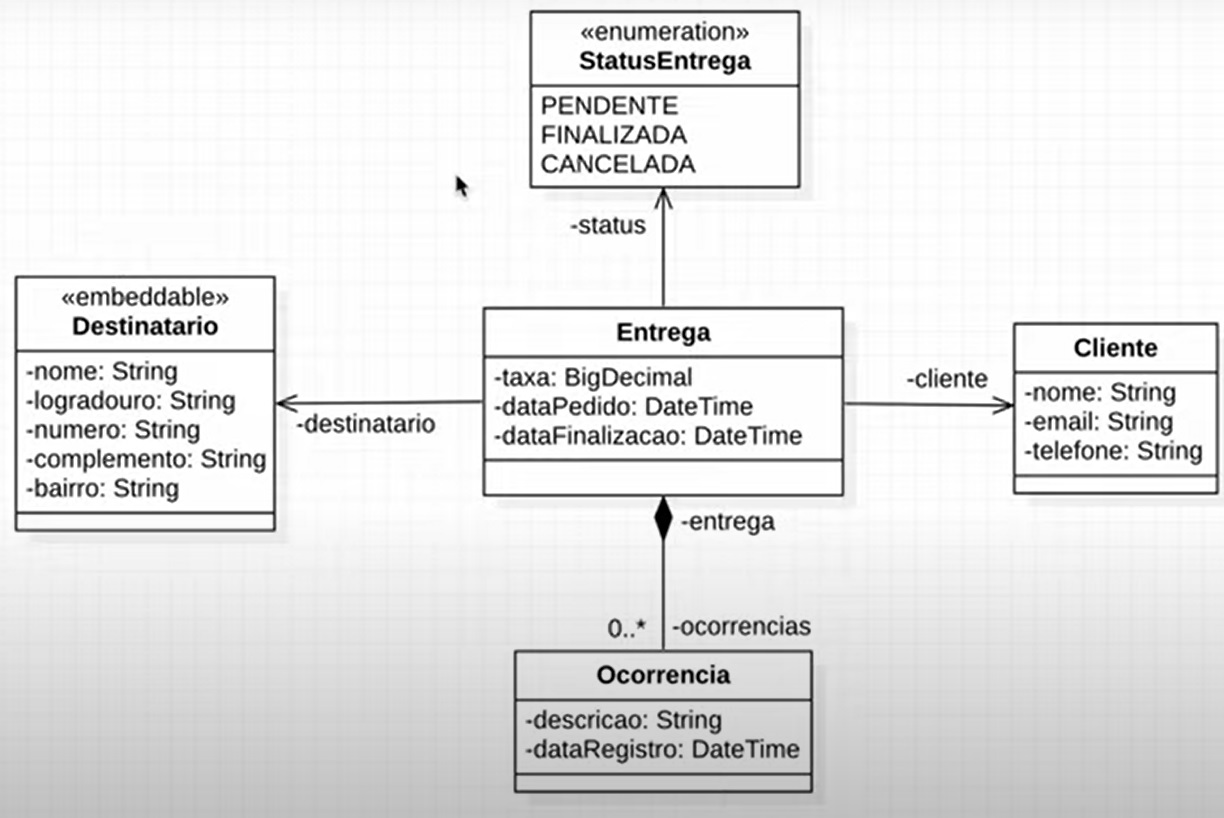 «enumeration»
StatusEntrega
PENDENTE
FINALIZADA
CANCELADA
-status
«embeddable»
Destinatario
-nome: String
-logradouro: String
-numero: String
-complemento: String
-bairro: String
-destinatario
Entrega
-taxa: BigDecimal
-dataPedido: DateTime
-dataFinalizacao: DateTime
-cliente
Cliente
-nome: String
-email: String
-telefone: String
-entrega
0..* -ocorrencias
Ocorrencia
-descricao: String
-dataRegistro: DateTime